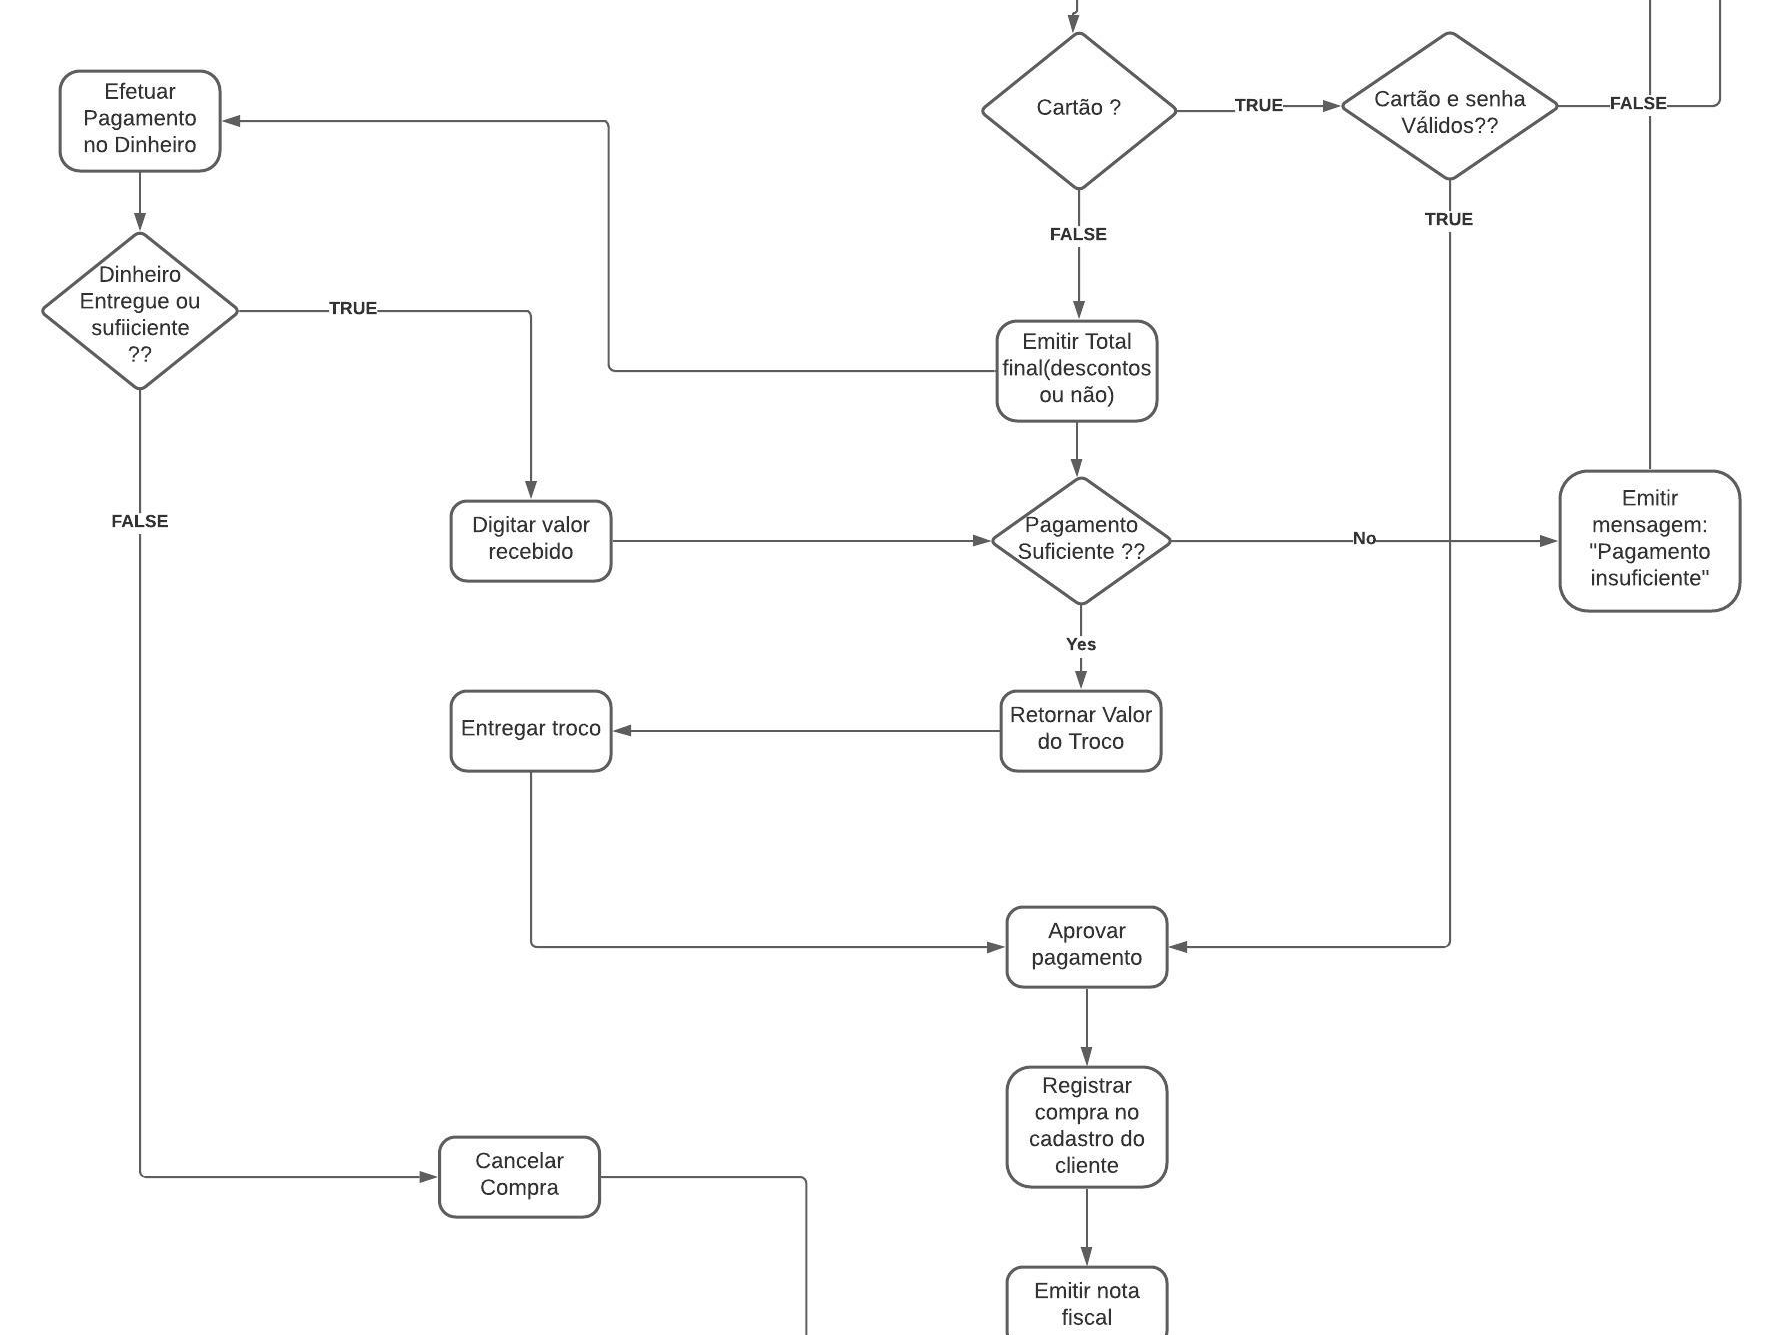 Efetuar
Pagamento
no Dinheiro
Cartão ?
TRUE
Cartão e senha
Válidos??
FALSE
TRUE
FALSE
Dinheiro
Entregue ou
sufiiciente
??
TRUE
Emitir Total
final(descontos
ou não)
FALSE
Digitar valor
recebido
Pagamento
Suficiente ??
No
Emitir
mensagem:
"Pagamento
insuficiente"
Yes
Entregar troco
Retornar Valor
do Troco
Aprovar
pagamento
Registrar
compra no
cadastro do
cliente
Cancelar
Compra
Emitir nota
fiscal